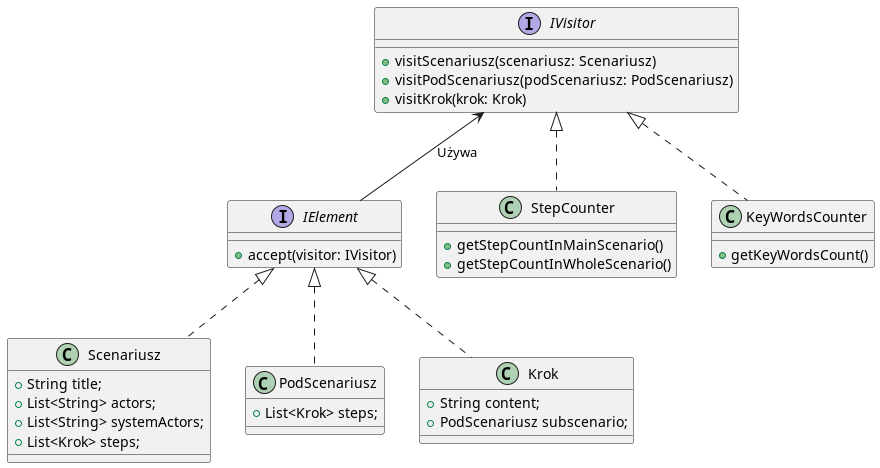 I IVisitor
visitScenariusz(scenariusz: Scenariusz)
visitPodScenariusz(podScenariusz: PodScenariusz)
visitKrok(krok: Krok)
Używa
I IElement
accept(visitor: IVisitor)
C StepCounter
getStepCountInMainScenario()
getStepCountInWholeScenario()
C KeyWordsCounter
getKeyWordsCount()
C Scenariusz
String title;
List<String> actors;
List<String> systemActors;
List<Krok> steps;
C PodScenariusz
List<Krok> steps;
C Krok
String content;
PodScenariusz subscenario;